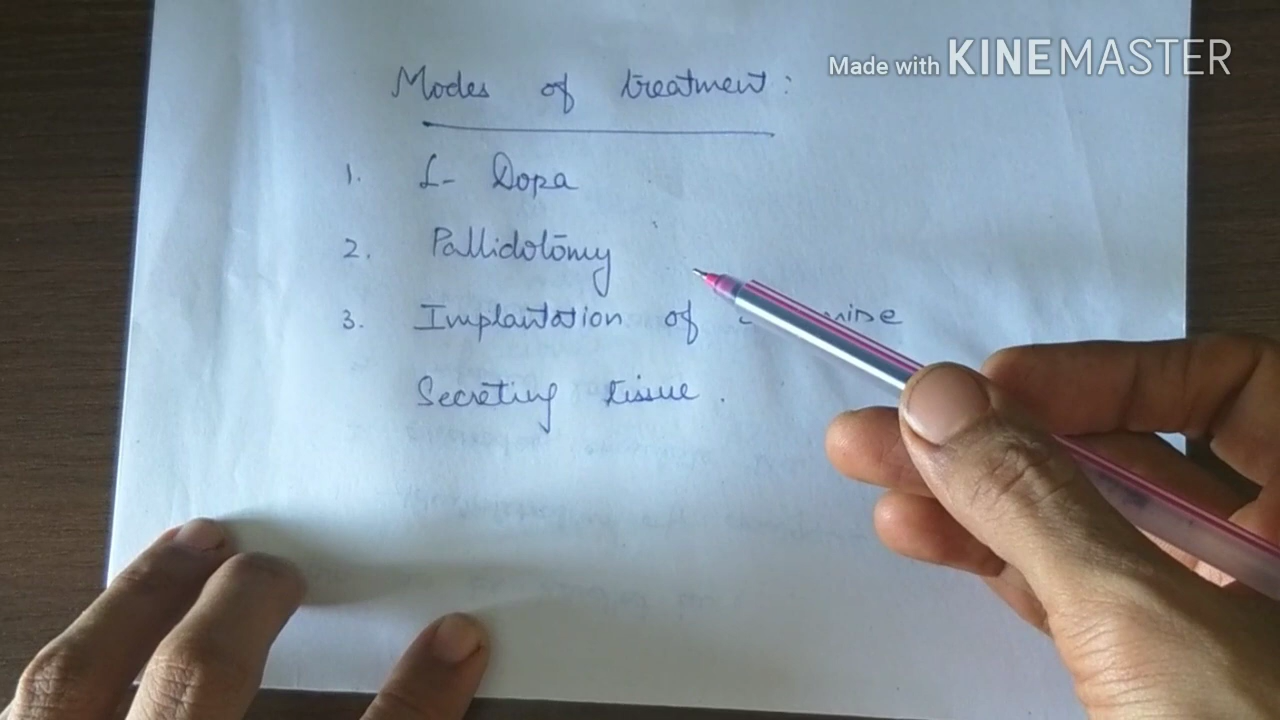 Made with KINEMASTER
Modes of treatment:
1. L- Dopa
2. Pallidotomy
3. Implantation of
Secreting tissue.